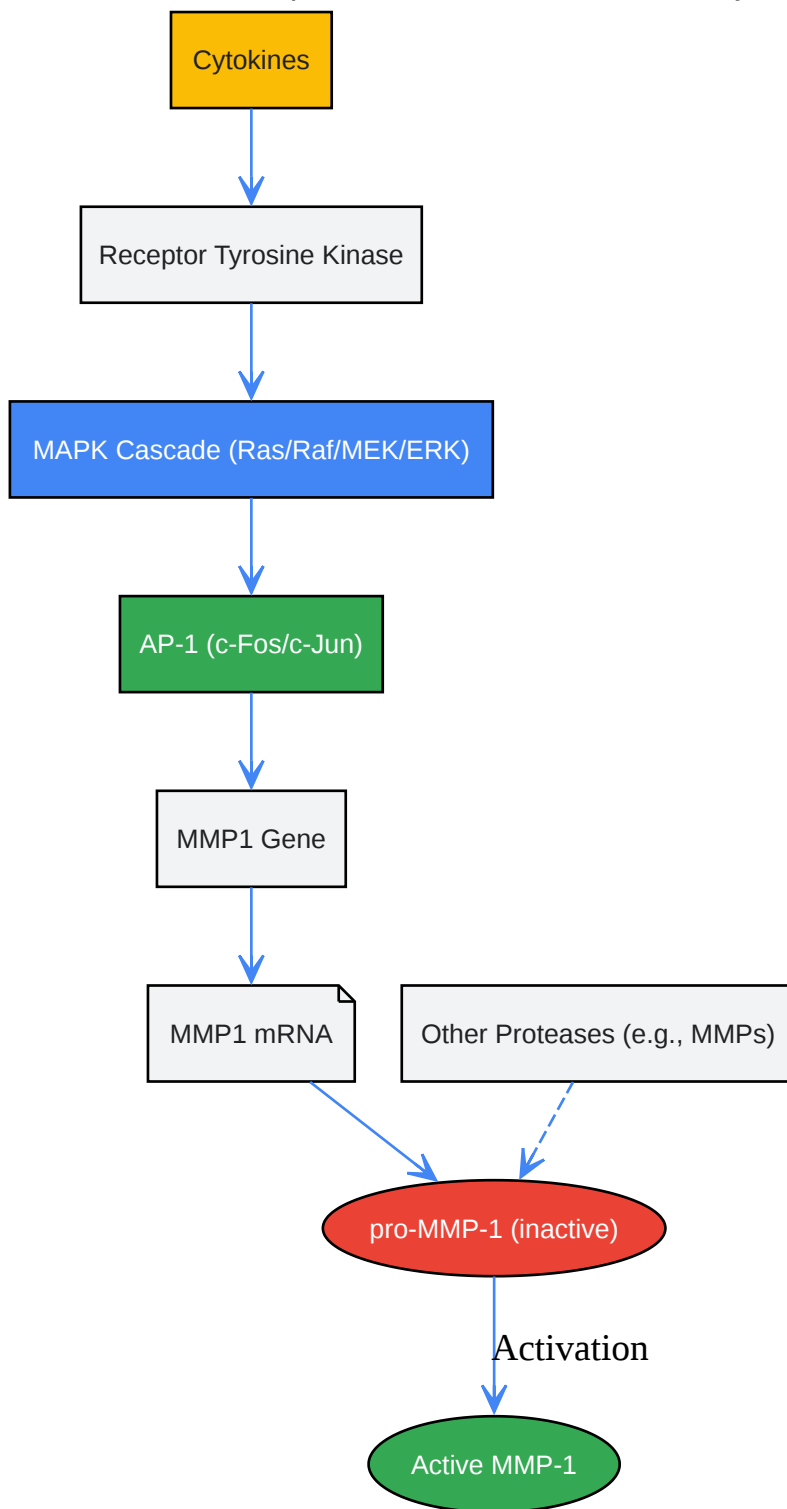 Cytokines
Receptor Tyrosine Kinase
MAPK Cascade (Ras/Raf/MEK/ERK)
AP-1 (c-Fos/c-Jun)
MMP1 Gene
MMP1 mRNA
Other Proteases (e.g., MMPs)
pro-MMP-1 (inactive)
Activation
Active MMP-1